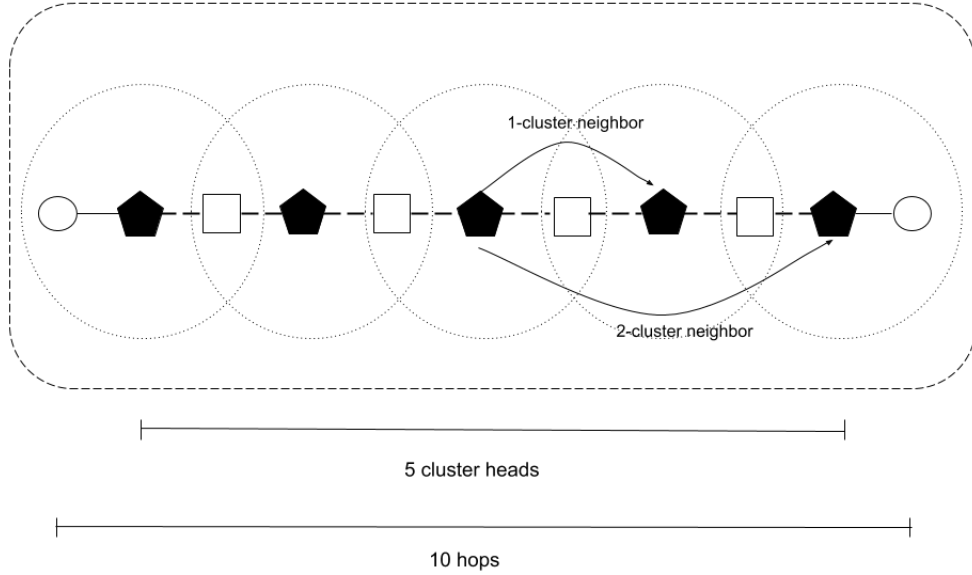 1-cluster neighbor
2-cluster neighbor
5 cluster heads
10 hops